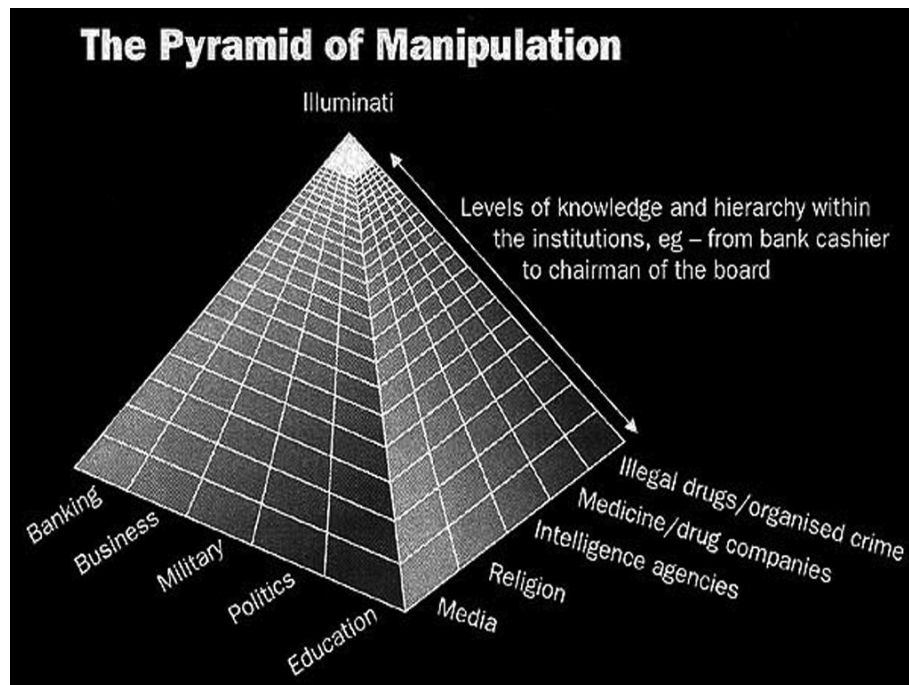 The Pyramid of Manipulation
Illuminati
Levels of knowledge and hierarchy within
the institutions, eg – from bank cashier
to chairman of the board
Banking
Business
Military
Politics
Education
Media
Religion
Intelligence agencies
Medicine/drug companies
Illegal drugs/organised crime